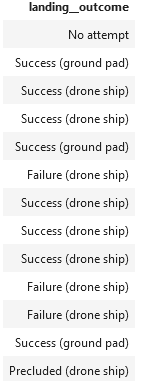 landing__outcome
No attempt
Success (ground pad)
Success (drone ship)
Success (drone ship)
Success (ground pad)
Failure (drone ship)
Success (drone ship)
Success (drone ship)
Success (drone ship)
Failure (drone ship)
Failure (drone ship)
Success (ground pad)
Precluded (drone ship)